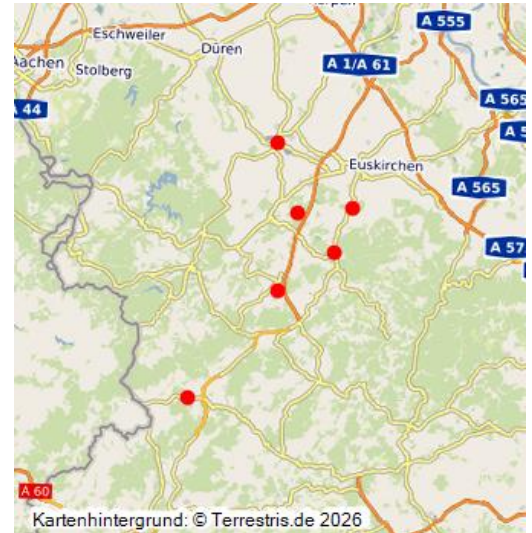 A 555
Eschweiler
Düren
Aachen
A 1/A 61
Stolberg
A 565
A 44
Euskirchen
A 565
A 57
A 60
Kartenhintergrund: © Terrestris.de 2026